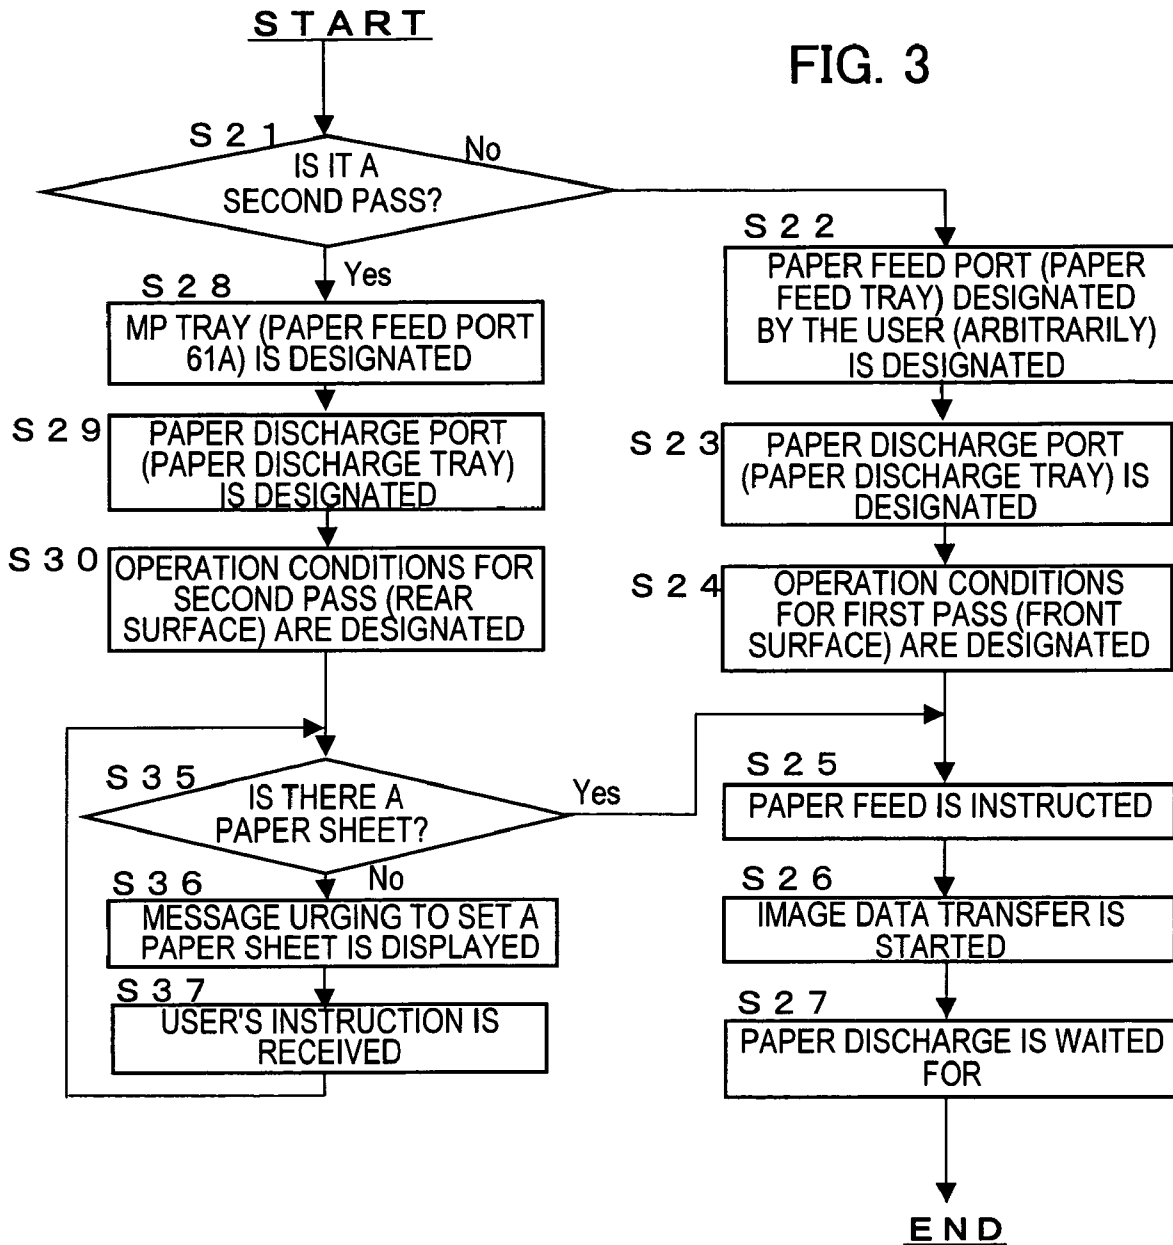 START
FIG. 3
S21
IS IT A
SECOND PASS?
No
Yes
S28
MP TRAY (PAPER FEED PORT
61A) IS DESIGNATED
S29
PAPER DISCHARGE PORT
(PAPER DISCHARGE TRAY)
IS DESIGNATED
S30
OPERATION CONDITIONS FOR
SECOND PASS (REAR
SURFACE) ARE DESIGNATED
S35
IS THERE A
PAPER SHEET?
Yes
No
S36
MESSAGE URGING TO SET A
PAPER SHEET IS DISPLAYED
S37
USER'S INSTRUCTION IS
RECEIVED
S22
PAPER FEED PORT (PAPER
FEED TRAY) DESIGNATED
BY THE USER (ARBITRARILY)
IS DESIGNATED
S23
PAPER DISCHARGE PORT
(PAPER DISCHARGE TRAY) IS
DESIGNATED
S24
OPERATION CONDITIONS
FOR FIRST PASS (FRONT
SURFACE) ARE DESIGNATED
S25
PAPER FEED IS INSTRUCTED
S26
IMAGE DATA TRANSFER IS
STARTED
S27
PAPER DISCHARGE IS WAITED
FOR
END